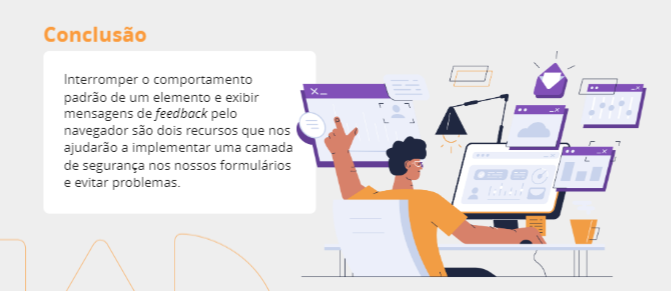 Conclusão
Interromper o comportamento
padrão de um elemento e exibir
mensagens de feedback pelo
navegador são dois recursos que nos
ajudarão a implementar uma camada
de segurança nos nossos formulários
e evitar problemas.